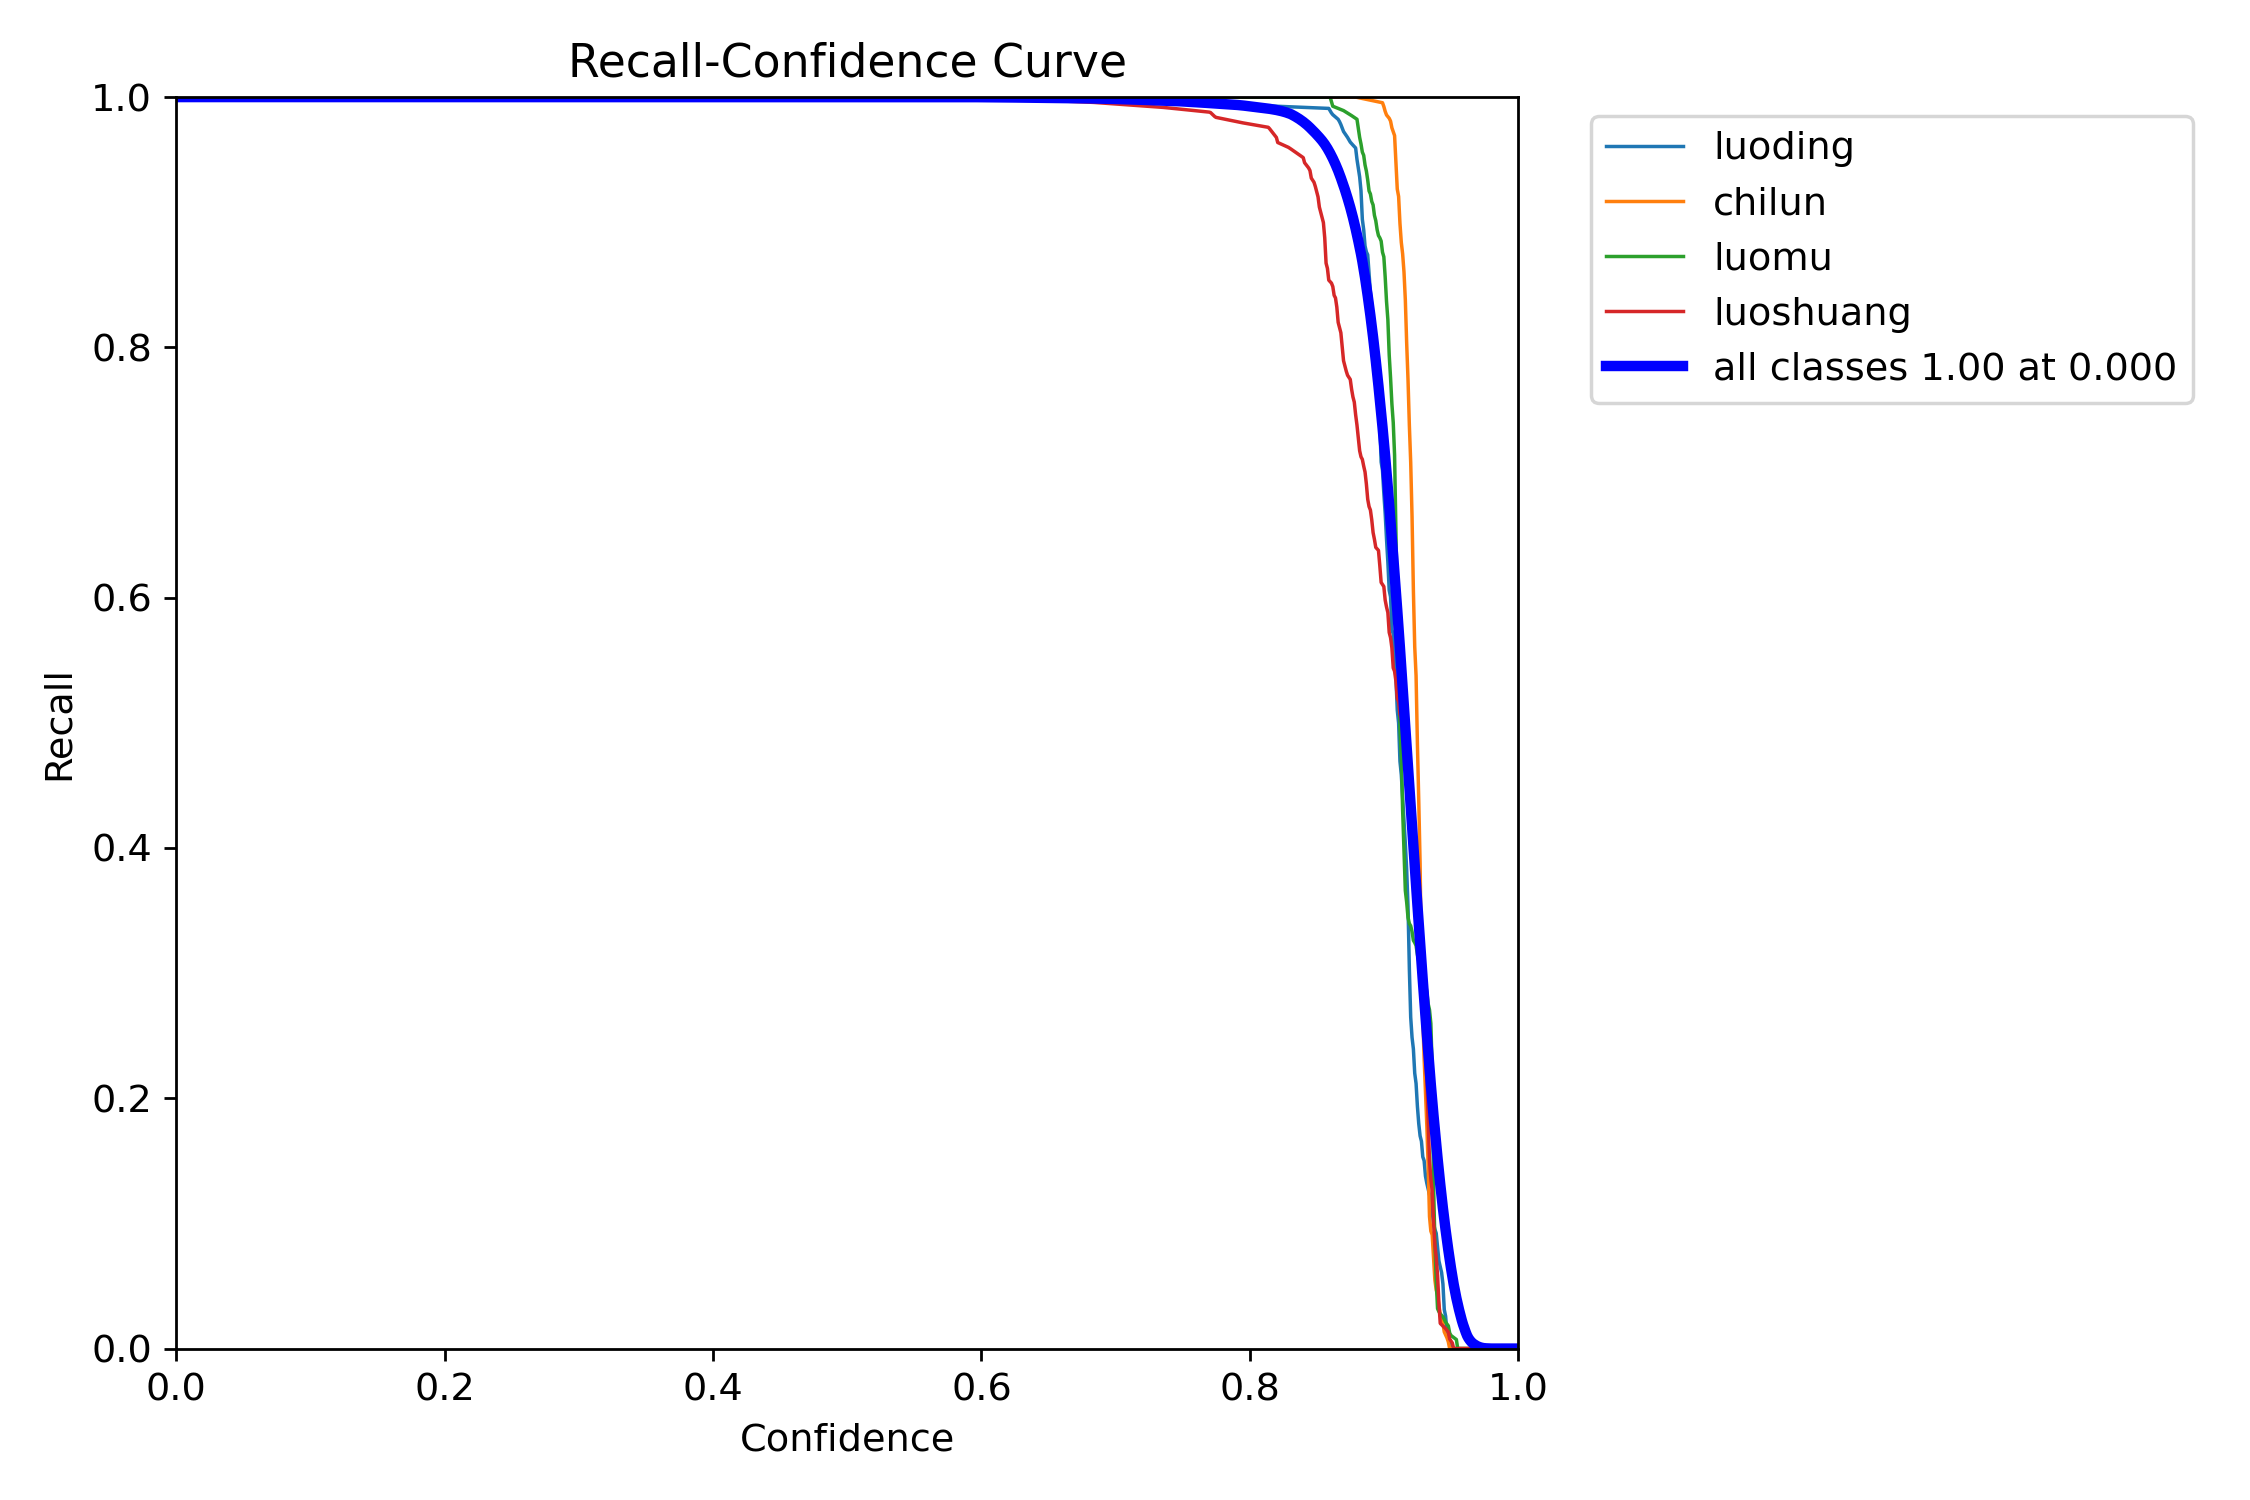 Recall-Confidence Curve
1.0
0.8
0.6
0.4
0.2
0.0
Recall
0.0 0.2 0.4 0.6 0.8 1.0
Confidence
luoding
chilun
luomu
luoshuang
all classes 1.00 at 0.000